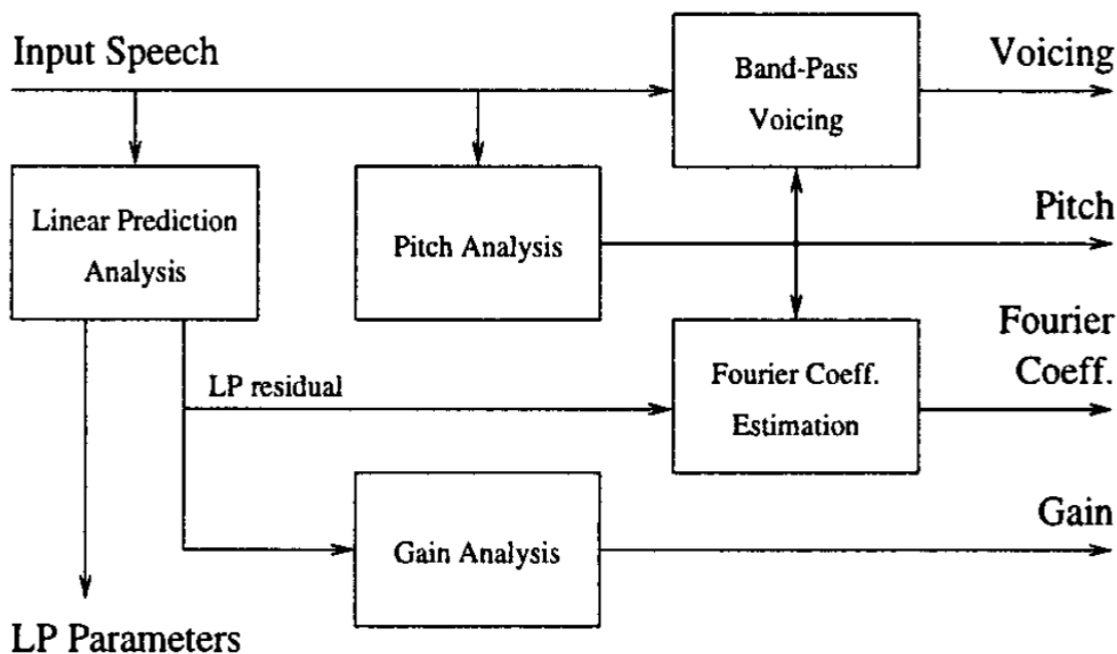 Input Speech
Band-Pass
Voicing
Voicing
Linear Prediction
Analysis
Pitch Analysis
Pitch
LP residual
Fourier Coeff.
Estimation
Fourier
Coeff.
Gain Analysis
Gain
LP Parameters